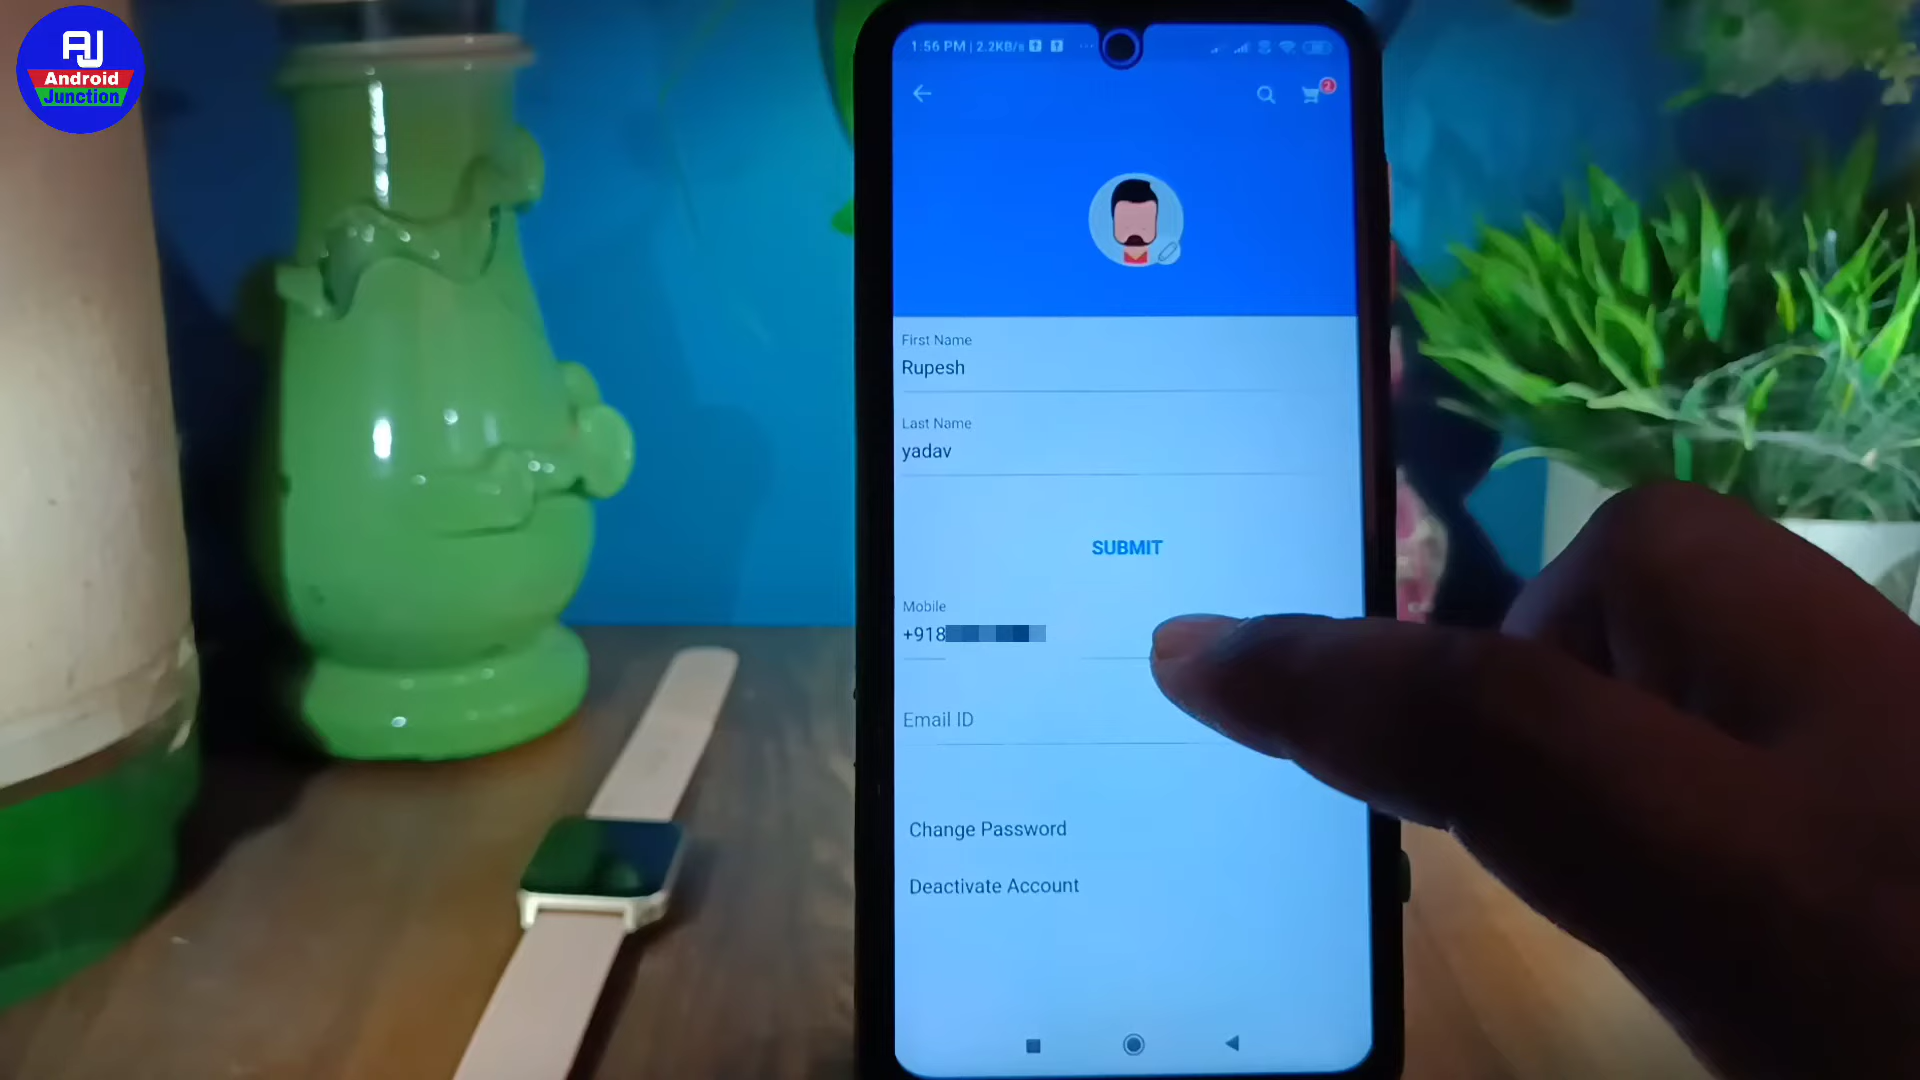 AJ
Android
Junction
1:56 PM | 2.2KB/s
2
First Name
Rupesh
Last Name
yadav
SUBMIT
Mobile
+918
Email ID
Change Password
Deactivate Account